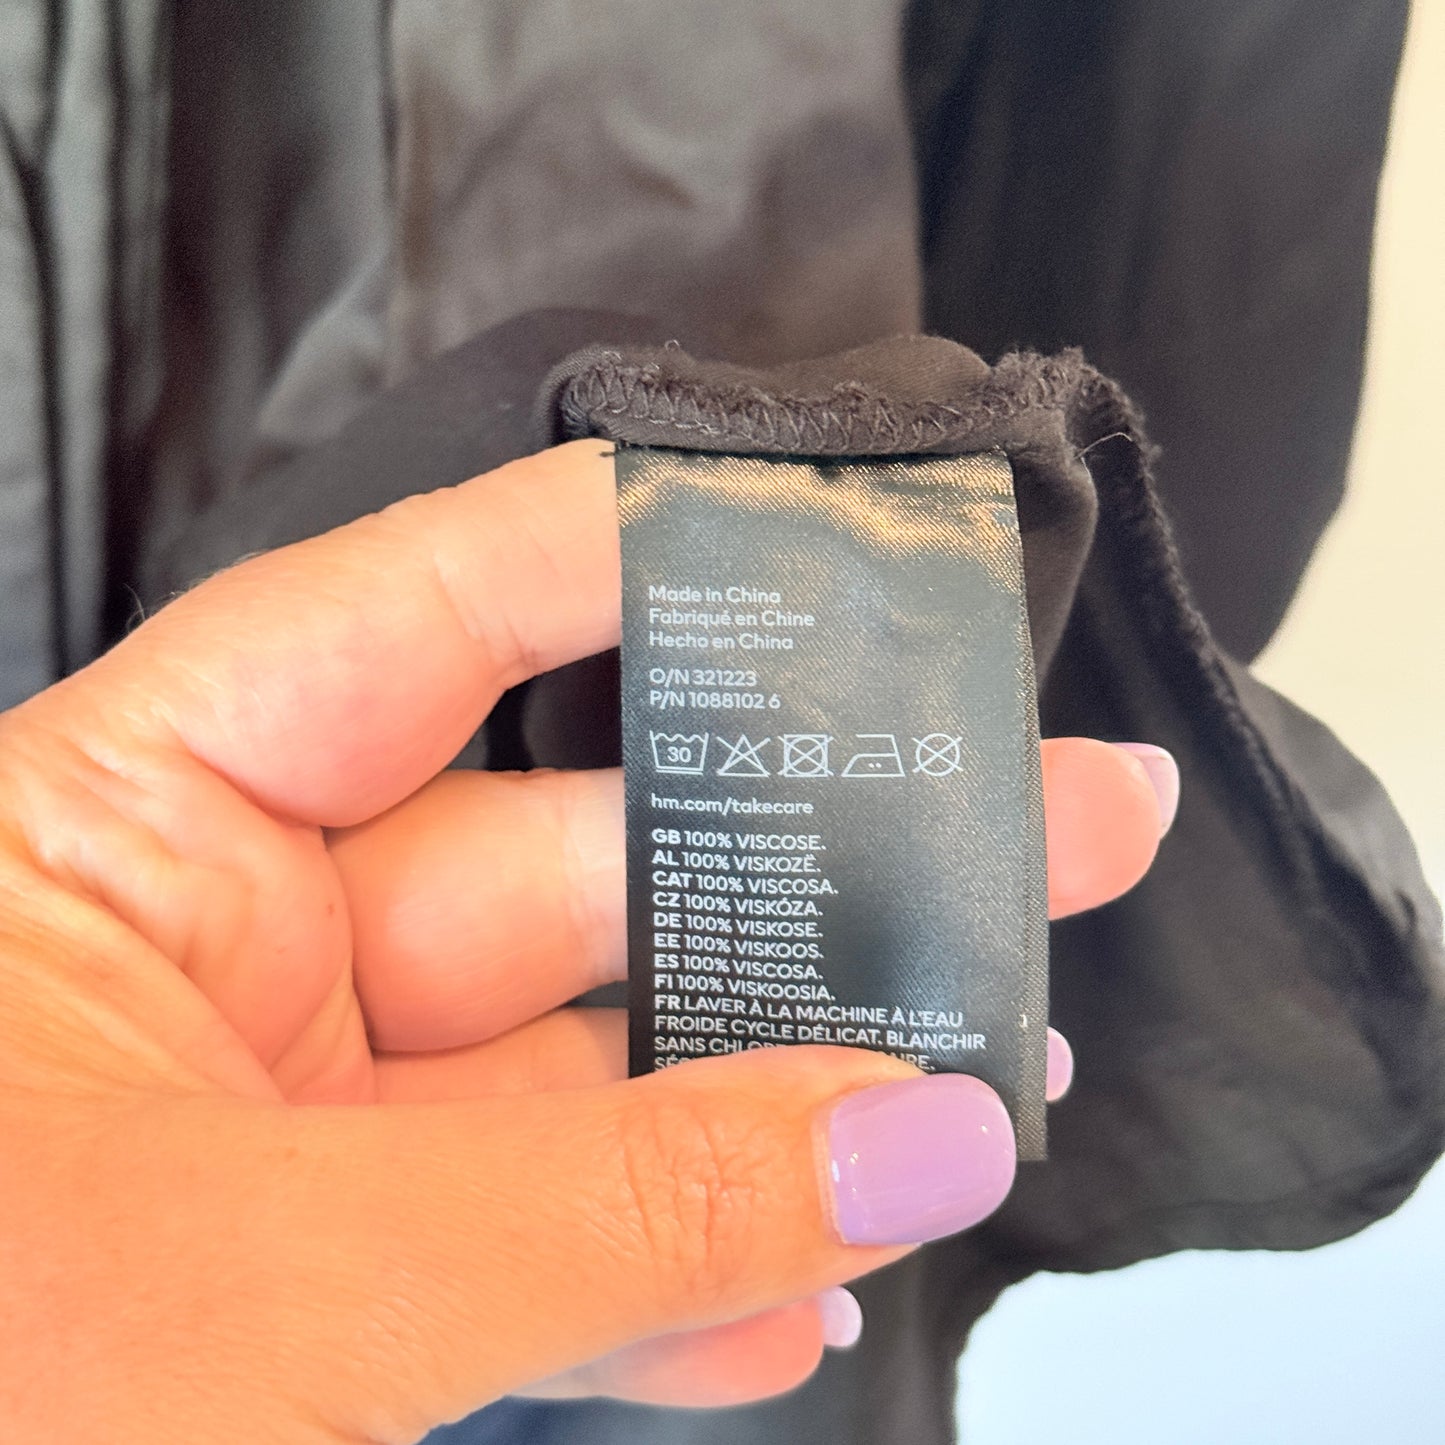 Made in China
Fabriqué en Chine
Hecho en China
O/N 321223
P/N 1088102 6
30
hm.com/takecare
GB 100% VISCOSE.
AL 100% VISKOZË.
CAT 100% VISCOSA.
CZ 100% VISKÓZA.
DE 100% VISKOSE.
EE 100% VISKOOS.
ES 100% VISCOSA.
FI 100% VISKOOSIA.
FR LAVER À LA MACHINE À L'EAU
FROIDE CYCLE DÉLICAT. BLANCHIR
SANS